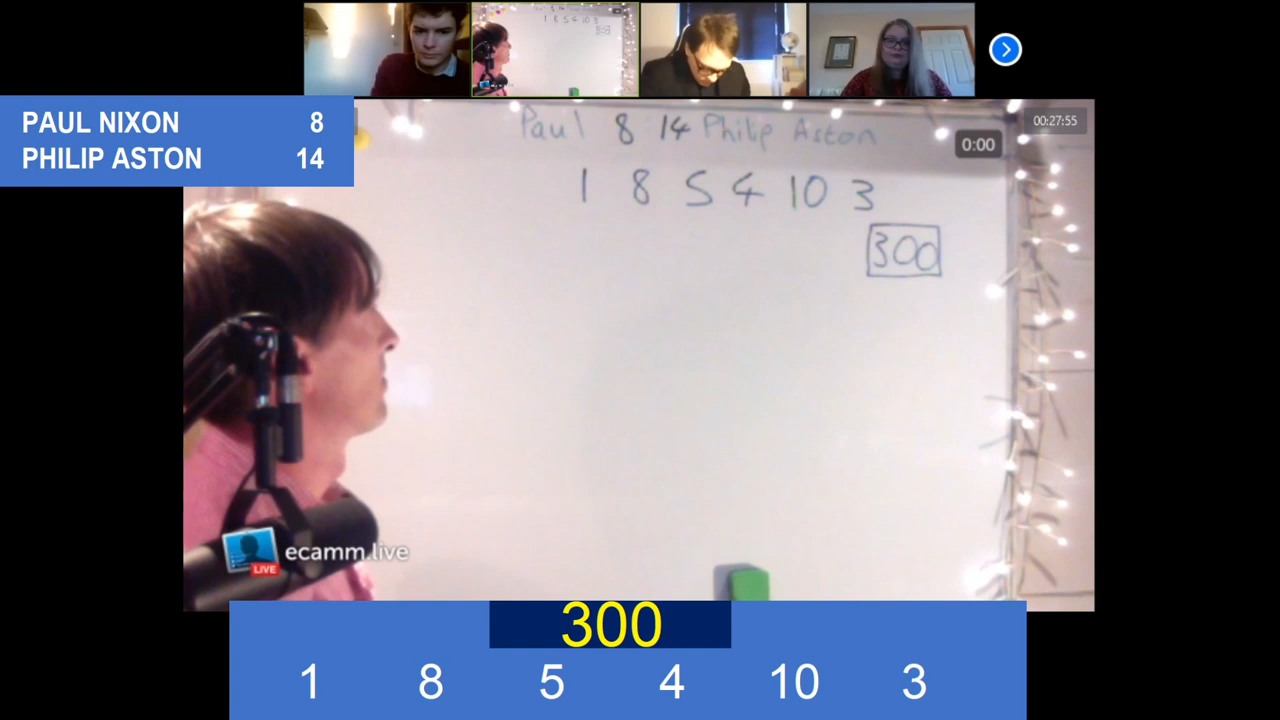 PAUL NIXON 8
PHILIP ASTON 14
00:27:55
0:00
Paul 8 14 Philip Aston
1 8 5 4 10 3
300
ecamm.live
LIVE
300
1 8 5 4 10 3